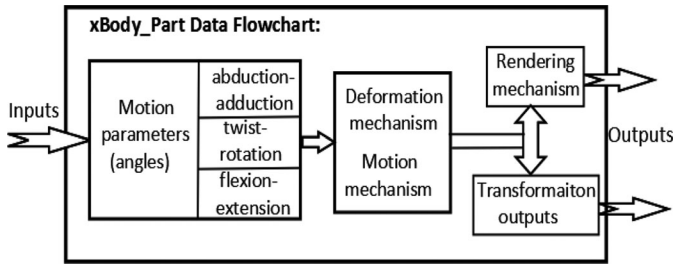 xBody_Part Data Flowchart:
Inputs
Motion
parameters
(angles)
abduction-
adduction
twist-
rotation
flexion-
extension
Deformation
mechanism
Motion
mechanism
Rendering
mechanism
Outputs
Transformaiton
outputs